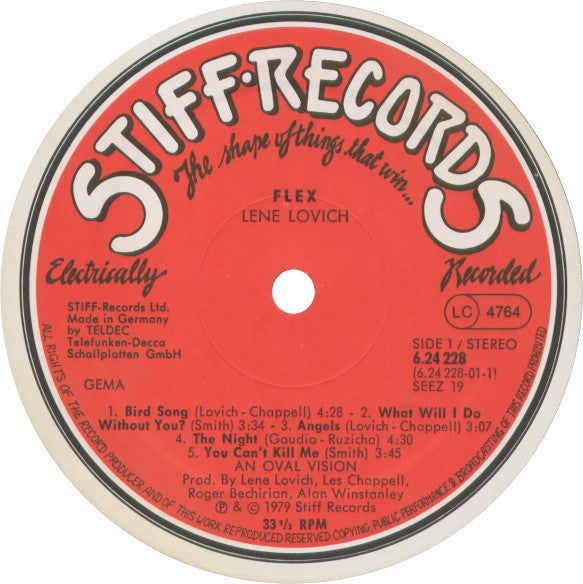 STIFF·RECORDS
The shape of things that win...
FLEX
LENE LOVICH
Electrically
Recorded
STIFF-Records Ltd.
Made in Germany
by TELDEC
Telefunken-Decca
Schallplatten GmbH
GEMA
LC 4764
SIDE 1 / STEREO
6.24 228
(6.24 228-01-1)
SEEZ 19
1. Bird Song (Lovich - Chappell) 4:28 - 2. What Will I Do
Without You? (Smith) 3:34 - 3. Angels (Lovich - Chappell) 3:07
4. The Night (Gaudio - Ruzicha) 4:30
5. You Can't Kill Me (Smith) 3:45
AN OVAL VISION
Prod. By Lene Lovich, Les Chappell,
Roger Bechirian, Alan Winstanley
℗ & © 1979 Stiff Records
33⅓ RPM
ALL RIGHTS OF THE RECORD PRODUCER AND OF THIS WORK REPRODUCED RESERVED-COPYING, PUBLIC PERFORMANCE & BROADCASTING OF THIS RECORD PROHIBITED